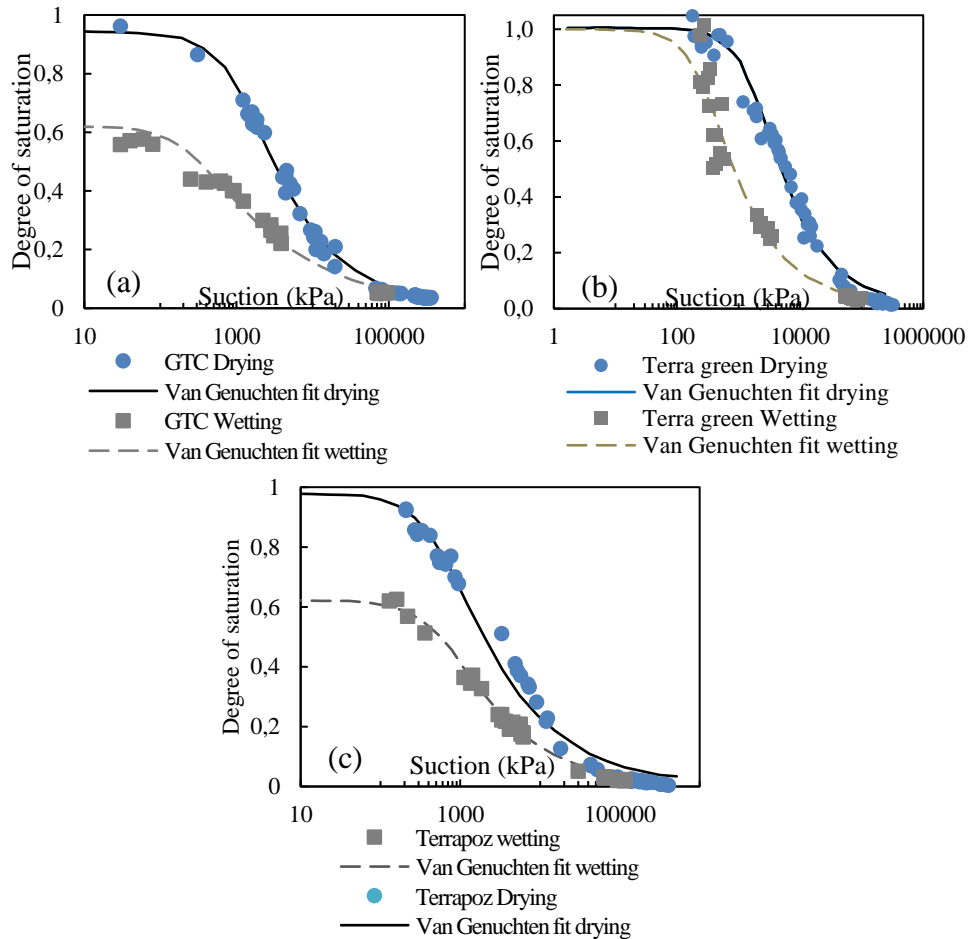 1
0,8
0,6
0,4
0,2
0
Degree of saturation
(a)
Suction (kPa)
10
1000
100000
GTC Drying
Van Genuchten fit drying
GTC Wetting
Van Genuchten fit wetting
1,0
0,8
0,6
0,4
0,2
0,0
Degree of saturation
(b)
Suction (kPa)
1
100
10000
1000000
Terra green Drying
Van Genuchten fit drying
Terra green Wetting
Van Genuchten fit wetting
1
0,8
0,6
0,4
0,2
0
Degree of saturation
(c)
Suction (kPa)
10
1000
100000
Terrapoz wetting
Van Genuchten fit wetting
Terrapoz Drying
Van Genuchten fit drying